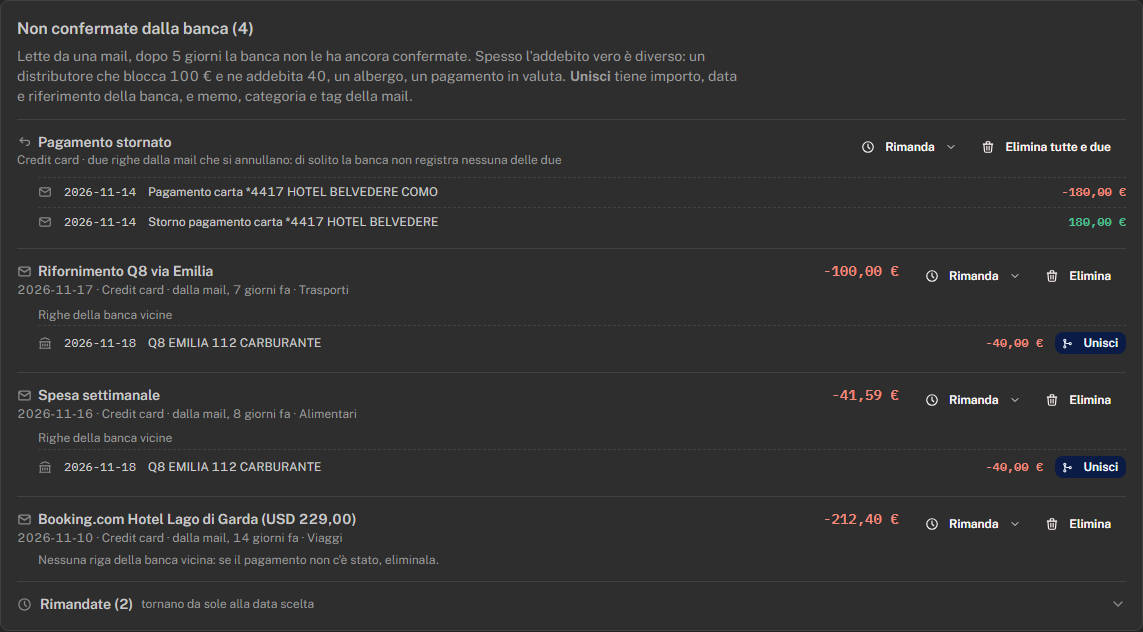 Non confermate dalla banca (4)
Lette da una mail, dopo 5 giorni la banca non le ha ancora confermate. Spesso l'addebito vero è diverso: un
distributore che blocca 100 € e ne addebita 40, un albergo, un pagamento in valuta. Unisci tiene importo, data
e riferimento della banca, e memo, categoria e tag della mail.
Pagamento stornato
Rimanda
Elimina tutte e due
Credit card · due righe dalla mail che si annullano: di solito la banca non registra nessuna delle due
2026-11-14 Pagamento carta *4417 HOTEL BELVEDERE COMO -180,00 €
2026-11-14 Storno pagamento carta *4417 HOTEL BELVEDERE 180,00 €
Rifornimento Q8 via Emilia -100,00 € Rimanda Elimina
2026-11-17 · Credit card · dalla mail, 7 giorni fa · Trasporti
Righe della banca vicine
2026-11-18 Q8 EMILIA 112 CARBURANTE -40,00 € Unisci
Spesa settimanale -41,59 € Rimanda Elimina
2026-11-16 · Credit card · dalla mail, 8 giorni fa · Alimentari
Righe della banca vicine
2026-11-18 Q8 EMILIA 112 CARBURANTE -40,00 € Unisci
Booking.com Hotel Lago di Garda (USD 229,00) -212,40 € Rimanda Elimina
2026-11-10 · Credit card · dalla mail, 14 giorni fa · Viaggi
Nessuna riga della banca vicina: se il pagamento non c'è stato, eliminala.
Rimandate (2) tornano da sole alla data scelta